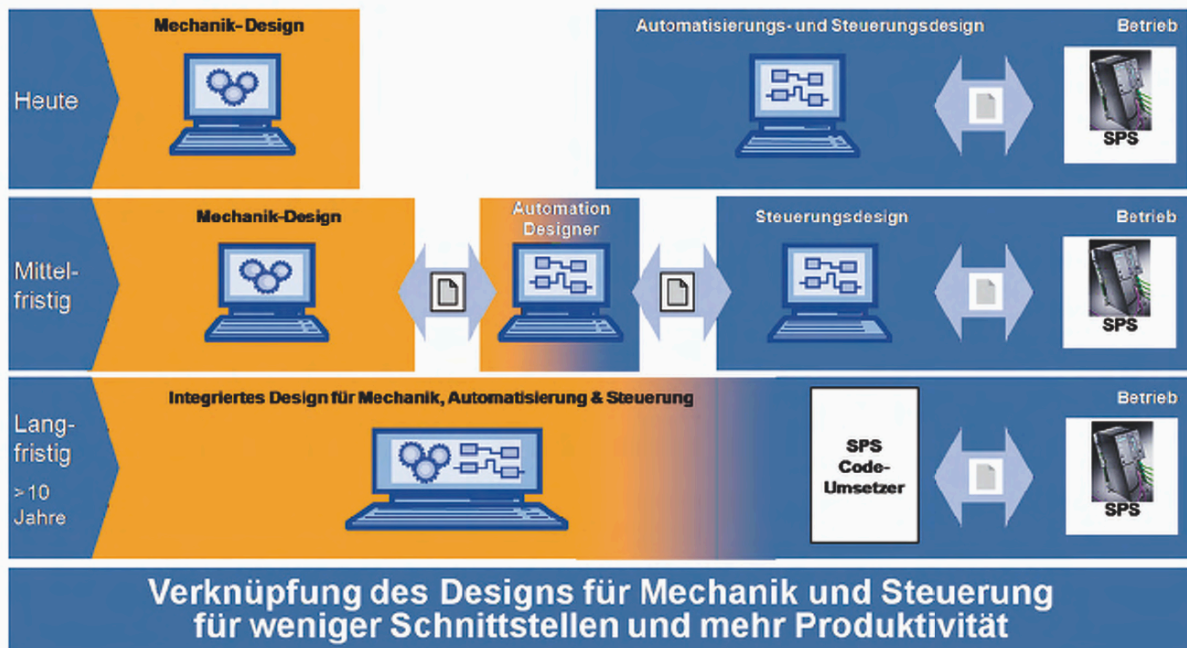 Mechanik-Design
Automatisierungs- und Steuerungsdesign
Betrieb
Heute
SPS
Mechanik-Design
Automation
Designer
Steuerungsdesign
Betrieb
Mittel-
fristig
SPS
Integriertes Design für Mechanik, Automatisierung & Steuerung
Betrieb
Lang-
fristig
>10
Jahre
SPS
Code-
Umsetzer
SPS
Verknüpfung des Designs für Mechanik und Steuerung
für weniger Schnittstellen und mehr Produktivität